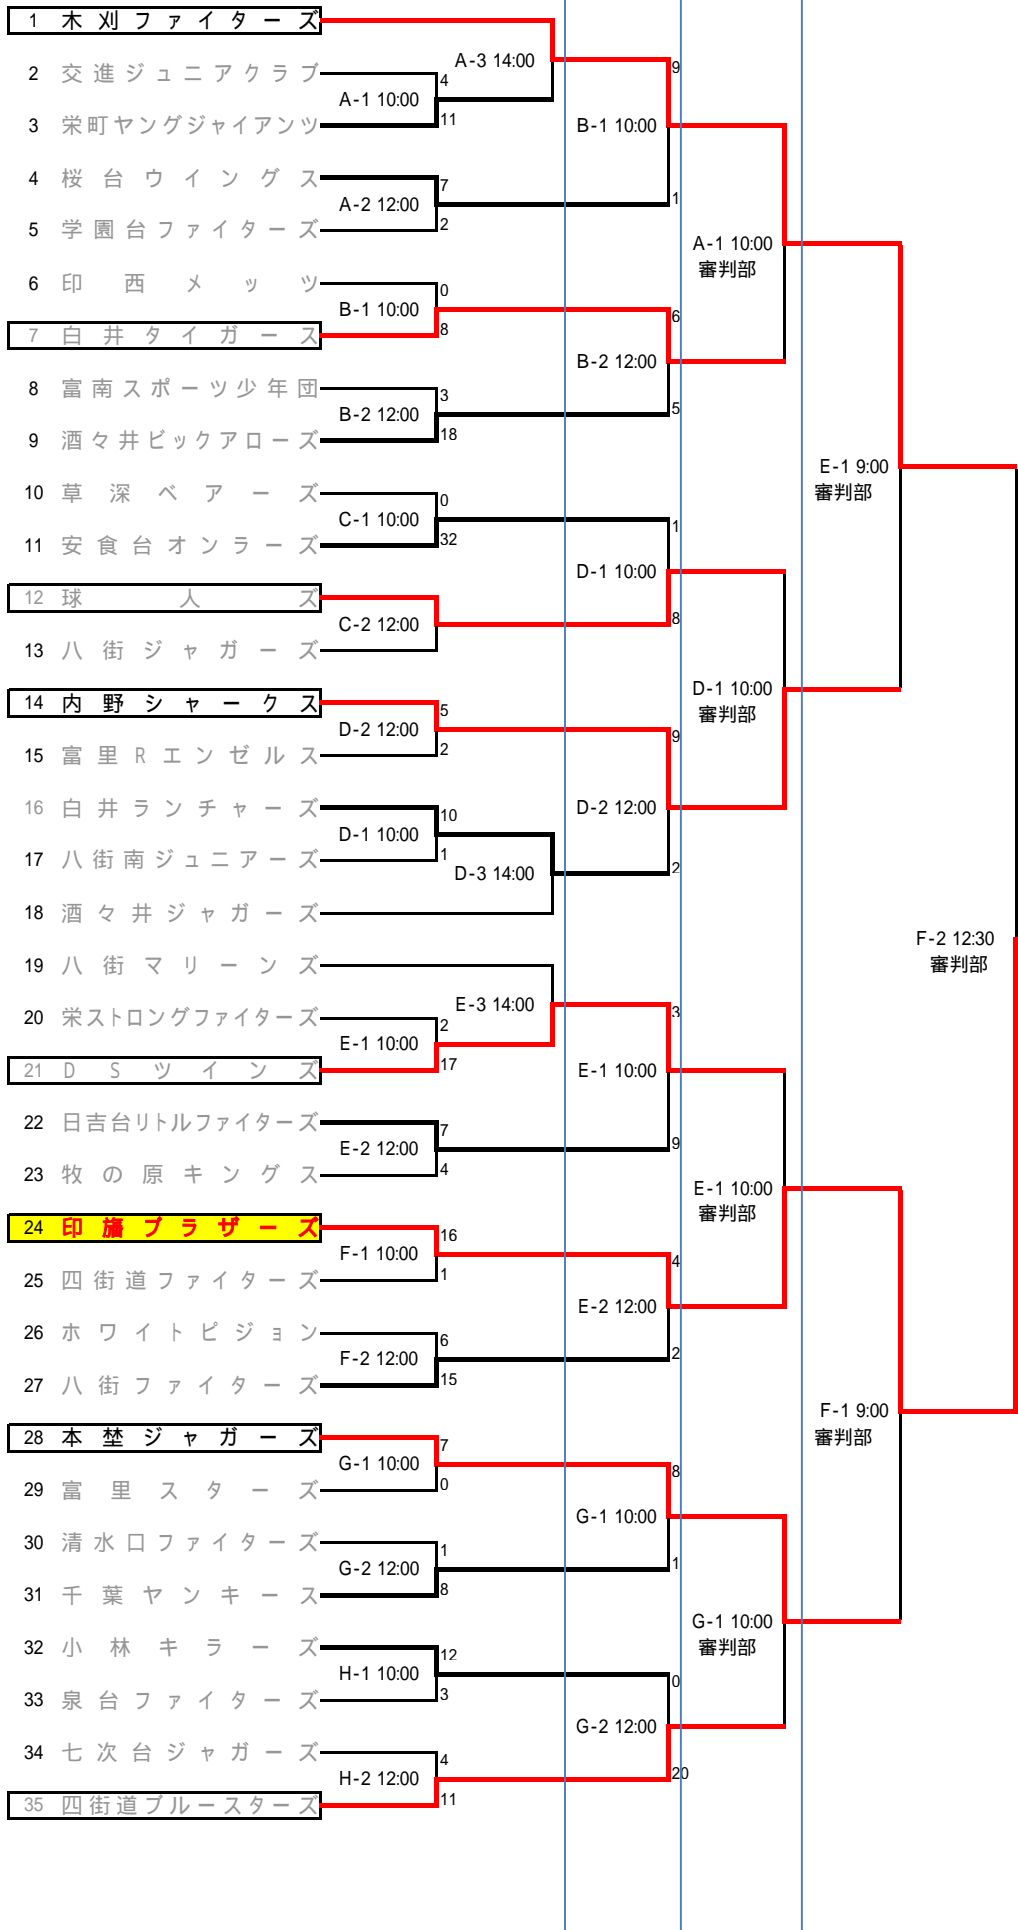 1 木刈ファイターズ
A-3 14:00
2 交進ジュニアクラブ
4
9
A-1 10:00
3 栄町ヤングジャイアンツ
11
B-1 10:00
4 桜台ウイングス
7
A-2 12:00
1
5 学園台ファイターズ
2
A-1 10:00
審判部
6 印西メッツ
0
B-1 10:00
6
7 白井タイガース
8
B-2 12:00
8 富南スポーツ少年団
3
B-2 12:00
5
9 酒々井ビックアローズ
18
E-1 9:00
審判部
10 草深ベアーズ
0
C-1 10:00
1
11 安食台オンラーズ
32
D-1 10:00
12 球人ズ
C-2 12:00
8
13 八街ジャガーズ
D-1 10:00
審判部
14 内野シャークス
5
D-2 12:00
9
15 富里Rエンゼルス
2
16 白井ランチャーズ
10
D-2 12:00
D-1 10:00
17 八街南ジュニアーズ
1
D-3 14:00
2
18 酒々井ジャガーズ
F-2 12:30
審判部
19 八街マリーンズ
E-3 14:00
3
20 栄ストロングファイターズ
2
E-1 10:00
21 DSツインズ
17
E-1 10:00
22 日吉台リトルファイターズ
7
E-2 12:00
9
23 牧の原キングス
4
E-1 10:00
審判部
24 印旛ブラザーズ
16
F-1 10:00
4
25 四街道ファイターズ
1
E-2 12:00
26 ホワイトピジョン
6
F-2 12:00
2
27 八街ファイターズ
15
F-1 9:00
審判部
28 本埜ジャガーズ
7
G-1 10:00
8
29 富里スターズ
0
G-1 10:00
30 清水口ファイターズ
1
G-2 12:00
1
31 千葉ヤンキース
8
G-1 10:00
審判部
32 小林キラーズ
12
H-1 10:00
0
33 泉台ファイターズ
3
G-2 12:00
34 七次台ジャガーズ
4
H-2 12:00
20
35 四街道ブルースターズ
11